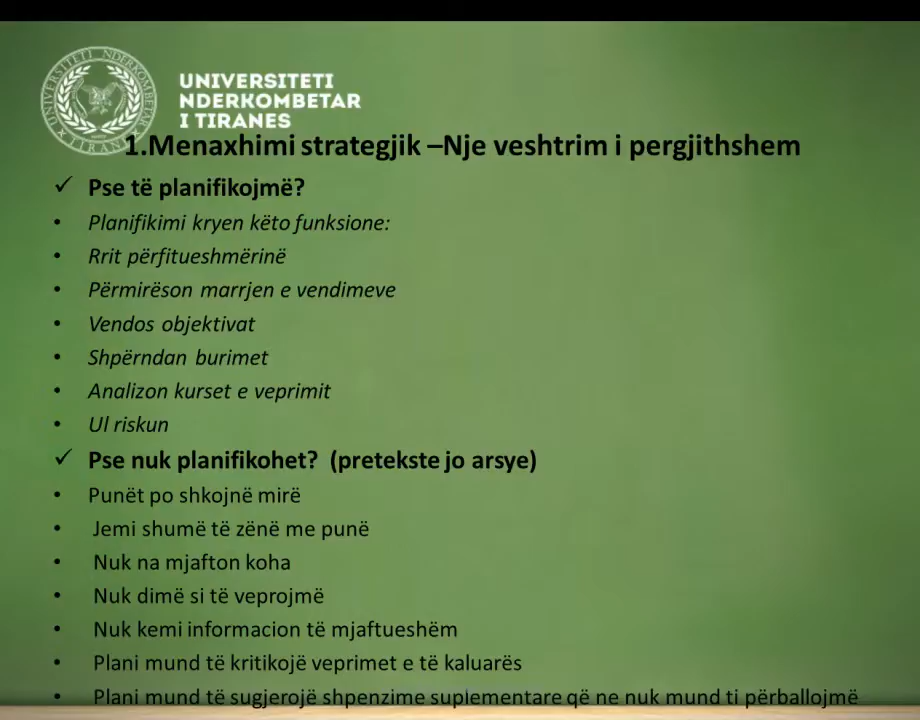 UNIVERSITETI
NDERKOMBETAR
I TIRANES
1.Menaxhimi strategjik –Nje veshtrim i pergjithshem
✓ Pse të planifikojmë?
• Planifikimi kryen këto funksione:
• Rrit përfitueshmërinë
• Përmirëson marrjen e vendimeve
• Vendos objektivat
• Shpërndan burimet
• Analizon kurset e veprimit
• Ul riskun
✓ Pse nuk planifikohet? (pretekste jo arsye)
• Punët po shkojnë mirë
• Jemi shumë të zënë me punë
• Nuk na mjafton koha
• Nuk dimë si të veprojmë
• Nuk kemi informacion të mjaftueshëm
• Plani mund të kritikojë veprimet e të kaluarës
• Plani mund të sugjerojë shpenzime suplementare që ne nuk mund ti përballojmë